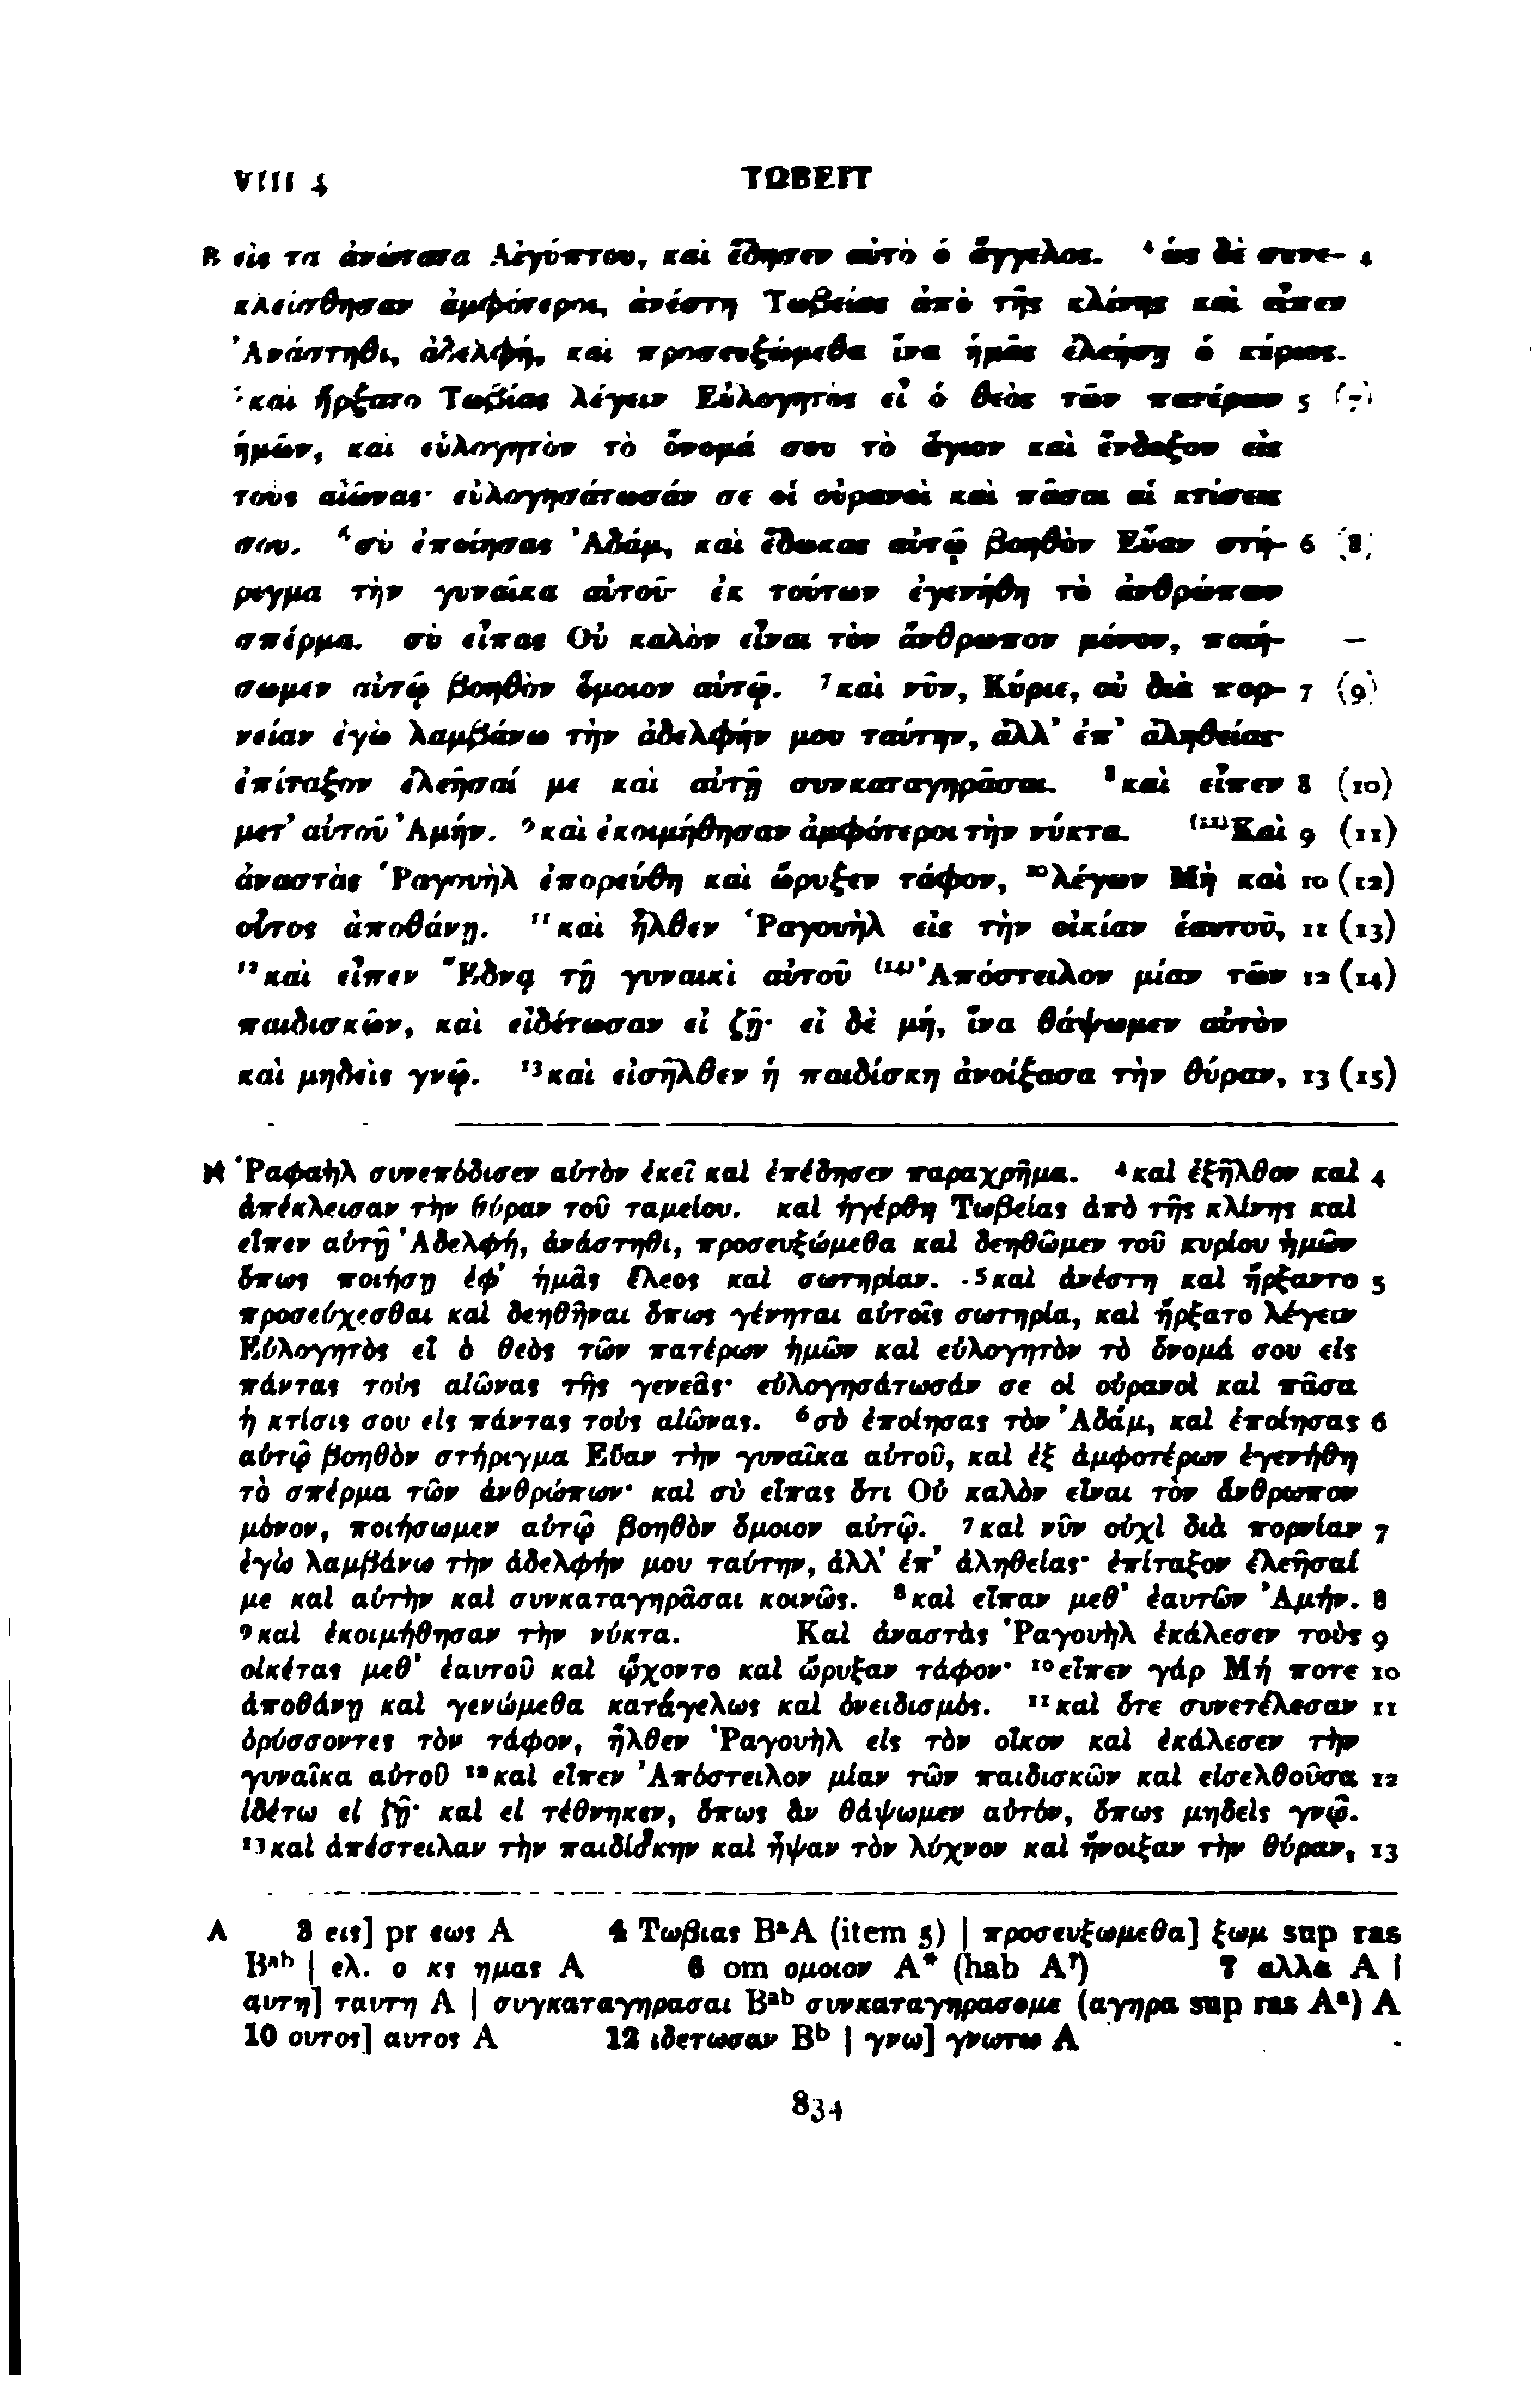 VIII 4 ΤΩΒΕΙΤ
B εἰς τὰ ἀνώτατα Αἰγύπτου, καὶ ἔδησεν αὐτὸ ὁ ἄγγελος. ⁴ὡς δὲ συνε- 4
κλείσθησαν ἀμφότεροι, ἀνέστη Τωβείας ἀπὸ τῆς κλίνης καὶ εἶπεν
Ἀνάστηθι, ἀδελφή, καὶ προσευξώμεθα ἵνα ἡμᾶς ἐλεήσῃ ὁ κύριος.
⁵καὶ ἤρξατο Τωβίας λέγειν Εὐλογητὸς εἶ ὁ θεὸς τῶν πατέρων 5 (7)
ἡμῶν, καὶ εὐλογητὸν τὸ ὄνομά σου τὸ ἅγιον καὶ ἔνδοξον εἰς
τοὺς αἰῶνας· εὐλογησάτωσάν σε οἱ οὐρανοὶ καὶ πᾶσαι αἱ κτίσεις
σου. ⁶σὺ ἐποίησας Ἀδάμ, καὶ ἔδωκας αὐτῷ βοηθὸν Εὕαν στή- 6 (8)
ριγμα τὴν γυναῖκα αὐτοῦ· ἐκ τούτων ἐγενήθη τὸ ἀνθρώπων
σπέρμα. σὺ εἶπας Οὐ καλὸν εἶναι τὸν ἄνθρωπον μόνον, ποιή- –
σωμεν αὐτῷ βοηθὸν ὅμοιον αὐτῷ. ⁷καὶ νῦν, Κύριε, οὐ διὰ πορ- 7 (9)
νείαν ἐγὼ λαμβάνω τὴν ἀδελφήν μου ταύτην, ἀλλ’ ἐπ’ ἀληθείας·
ἐπίταξον ἐλεῆσαί με καὶ αὐτῇ συνκαταγηρᾶσαι. ⁸καὶ εἶπεν 8 (10)
μετ’ αὐτοῦ Ἀμήν. ⁹καὶ ἐκοιμήθησαν ἀμφότεροι τὴν νύκτα. ⁽¹¹⁾Καὶ 9 (11)
ἀναστὰς Ῥαγουὴλ ἐπορεύθη καὶ ὤρυξεν τάφον, ¹⁰λέγων Μὴ καὶ 10 (12)
οὗτος ἀποθάνῃ. ¹¹καὶ ἦλθεν Ῥαγουὴλ εἰς τὴν οἰκίαν ἑαυτοῦ, 11 (13)
¹²καὶ εἶπεν Ἔδνᾳ τῇ γυναικὶ αὐτοῦ ⁽¹⁴⁾Ἀπόστειλον μίαν τῶν 12 (14)
παιδισκῶν, καὶ εἰδέτωσαν εἰ ζῇ· εἰ δὲ μή, ἵνα θάψωμεν αὐτὸν
καὶ μηδεὶς γνῷ. ¹³καὶ εἰσῆλθεν ἡ παιδίσκη ἀνοίξασα τὴν θύραν, 13 (15)
א Ῥαφαὴλ συνεπόδισεν αὐτὸν ἐκεῖ καὶ ἐπέδησεν παραχρῆμα. ⁴καὶ ἐξῆλθον καὶ 4
ἀπέκλεισαν τὴν θύραν τοῦ ταμείου. καὶ ἠγέρθη Τωβείας ἀπὸ τῆς κλίνης καὶ
εἶπεν αὐτῇ Ἀδελφή, ἀνάστηθι, προσευξώμεθα καὶ δεηθῶμεν τοῦ κυρίου ἡμῶν
ὅπως ποιήσῃ ἐφ’ ἡμᾶς ἔλεος καὶ σωτηρίαν. ⁵καὶ ἀνέστη καὶ ἤρξαντο 5
προσεύχεσθαι καὶ δεηθῆναι ὅπως γένηται αὐτοῖς σωτηρία, καὶ ἤρξατο λέγειν
Εὐλογητὸς εἶ ὁ θεὸς τῶν πατέρων ἡμῶν καὶ εὐλογητὸν τὸ ὄνομά σου εἰς
πάντας τοὺς αἰῶνας τῆς γενεᾶς· εὐλογησάτωσάν σε οἱ οὐρανοὶ καὶ πᾶσα
ἡ κτίσις σου εἰς πάντας τοὺς αἰῶνας. ⁶σὺ ἐποίησας τὸν Ἀδάμ, καὶ ἐποίησας 6
αὐτῷ βοηθὸν στήριγμα Εὕαν τὴν γυναῖκα αὐτοῦ, καὶ ἐξ ἀμφοτέρων ἐγενήθη
τὸ σπέρμα τῶν ἀνθρώπων· καὶ σὺ εἶπας ὅτι Οὐ καλὸν εἶναι τὸν ἄνθρωπον
μόνον, ποιήσωμεν αὐτῷ βοηθὸν ὅμοιον αὐτῷ. ⁷καὶ νῦν οὐχὶ διὰ πορνίαν 7
ἐγὼ λαμβάνω τὴν ἀδελφήν μου ταύτην, ἀλλ’ ἐπ’ ἀληθείας· ἐπίταξον ἐλεῆσαί
με καὶ αὐτὴν καὶ συνκαταγηρᾶσαι κοινῶς. ⁸καὶ εἶπαν μεθ’ ἑαυτῶν Ἀμήν. 8
⁹καὶ ἐκοιμήθησαν τὴν νύκτα. Καὶ ἀναστὰς Ῥαγουὴλ ἐκάλεσεν τοὺς 9
οἰκέτας μεθ’ ἑαυτοῦ καὶ ᾤχοντο καὶ ὤρυξαν τάφον· ¹⁰εἶπεν γάρ Μή ποτε 10
ἀποθάνῃ καὶ γενώμεθα κατάγελως καὶ ὀνειδισμός. ¹¹καὶ ὅτε συνετέλεσαν 11
ὀρύσσοντες τὸν τάφον, ἦλθεν Ῥαγουὴλ εἰς τὸν οἶκον καὶ ἐκάλεσεν τὴν
γυναῖκα αὐτοῦ ¹²καὶ εἶπεν Ἀπόστειλον μίαν τῶν παιδισκῶν καὶ εἰσελθοῦσα 12
ἰδέτω εἰ ζῇ· καὶ εἰ τέθνηκεν, ὅπως ἂν θάψωμεν αὐτόν, ὅπως μηδεὶς γνῷ.
¹³καὶ ἀπέστειλαν τὴν παιδίσκην καὶ ἧψαν τὸν λύχνον καὶ ἤνοιξαν τὴν θύραν, 13
A 3 εις] pr εως A 4 Τωβιας BᵃA (item 5) | προσευξωμεθα] ξωμ sup ras
Bᵃᵇ | ελ. ο κς ημας A 6 om ομοιον A* (hab A?) 7 αλλα A |
αυτη] ταυτη A | συγκαταγηρασαι Bᵃᵇ συνκαταγηρασομε (αγηρα sup ras Aᵃ) A
10 ουτος] αυτος A 12 ιδετωσαν Bᵇ | γνω] γνωτω A
834